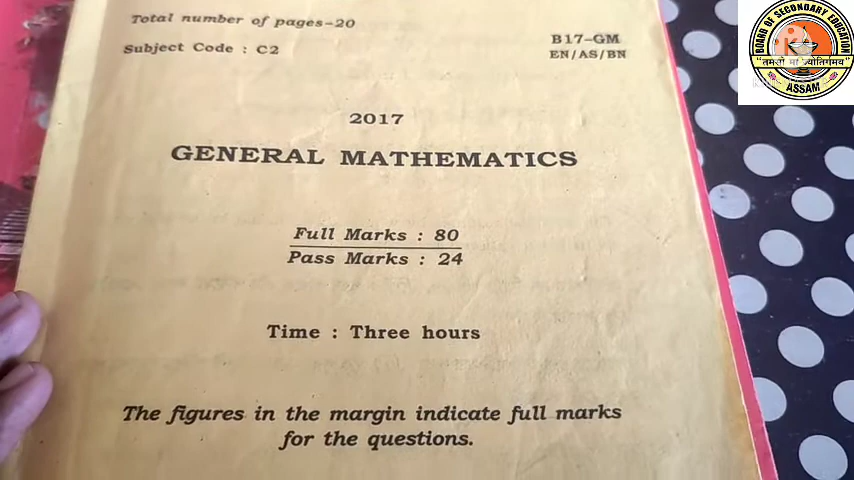 Total number of pages–20
Subject Code : C2
B17–GM
EN/AS/BN
2017
GENERAL MATHEMATICS
Full Marks : 80
Pass Marks : 24
Time : Three hours
The figures in the margin indicate full marks
for the questions.
BOARD OF SECONDARY EDUCATION
"तमसो मा ज्योतिर्गमय"
ASSAM